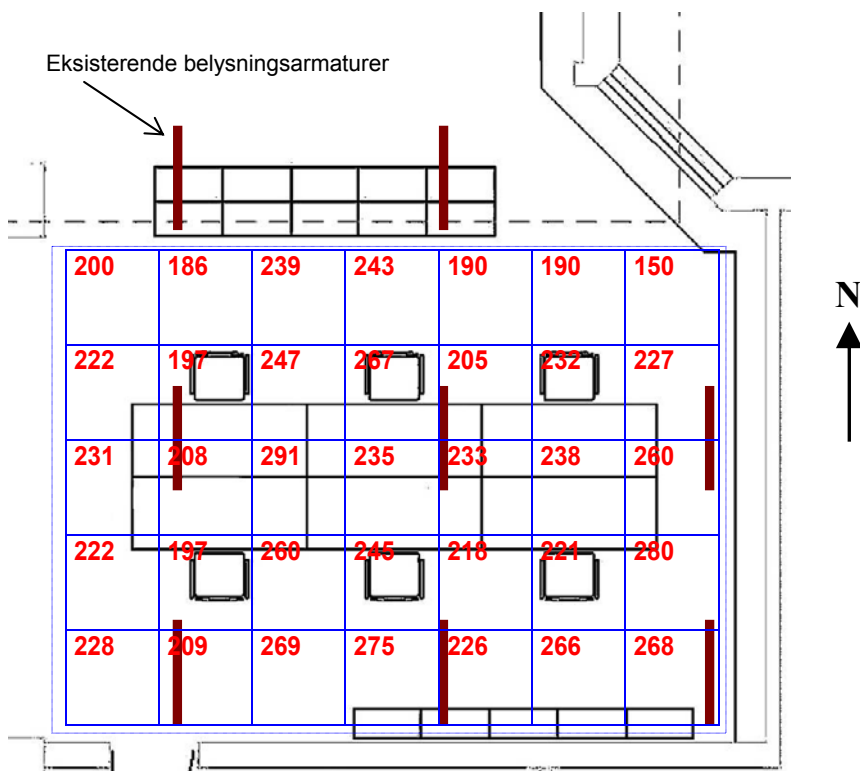 Eksisterende belysningsarmaturer
200 186 239 243 190 190 150
N
222 197 247 267 205 232 227
231 208 291 235 233 238 260
222 197 260 245 218 221 280
228 209 269 275 226 266 268